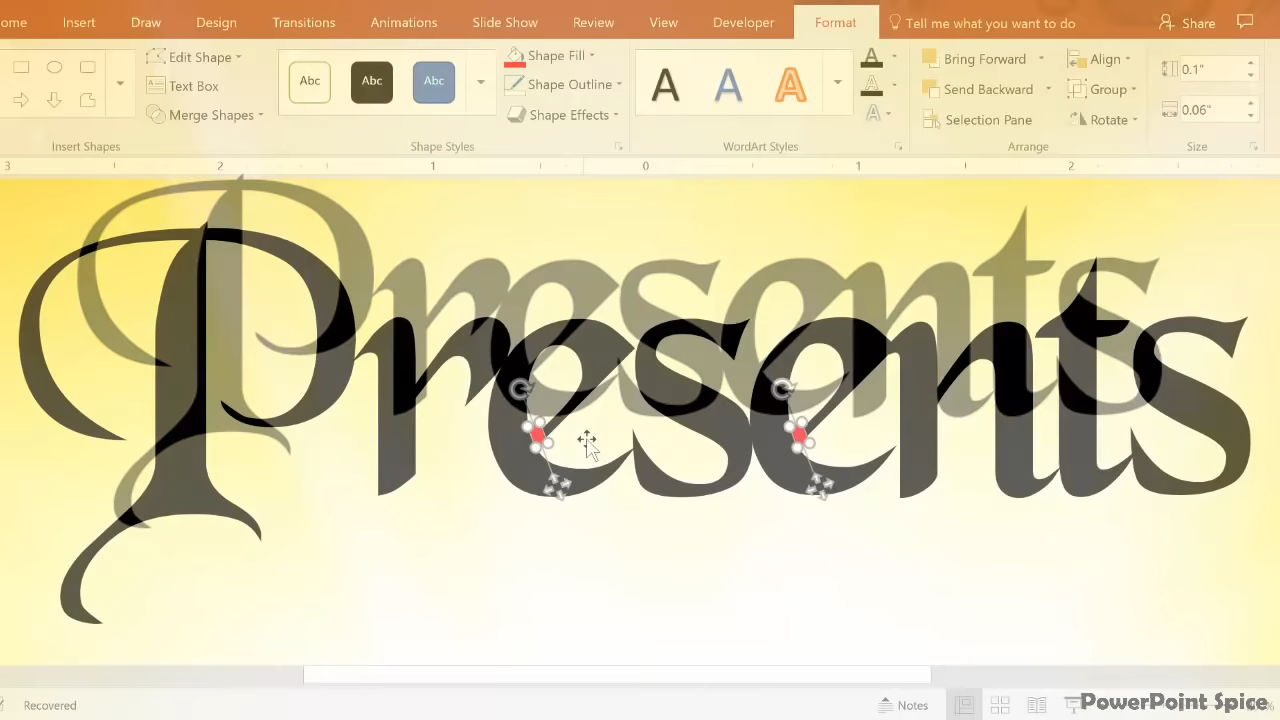 ome Insert Draw Design Transitions Animations Slide Show Review View Developer Format Tell me what you want to do Share
Edit Shape
Text Box
Merge Shapes
Insert Shapes
Abc Abc Abc
Shape Fill
Shape Outline
Shape Effects
Shape Styles
A A A
WordArt Styles
Bring Forward
Send Backward
Selection Pane
Align
Group
Rotate
Arrange
0.1"
0.06"
Size
3 2 1 0 1 2
Presents
Presents
Recovered
Notes
PowerPoint Spice